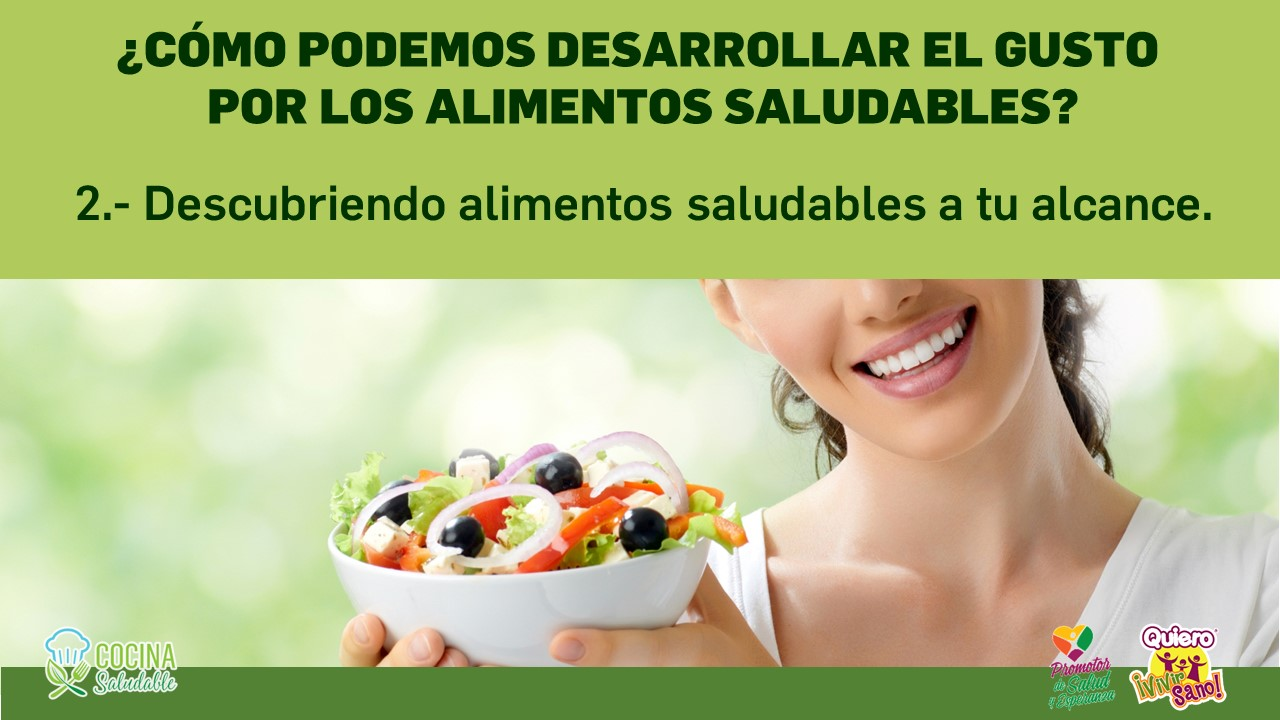 ¿CÓMO PODEMOS DESARROLLAR EL GUSTO
POR LOS ALIMENTOS SALUDABLES?
2.- Descubriendo alimentos saludables a tu alcance.
COCINA
Saludable
Promotor
de Salud
y Esperanza
Quiero
¡Vivir
Sano!